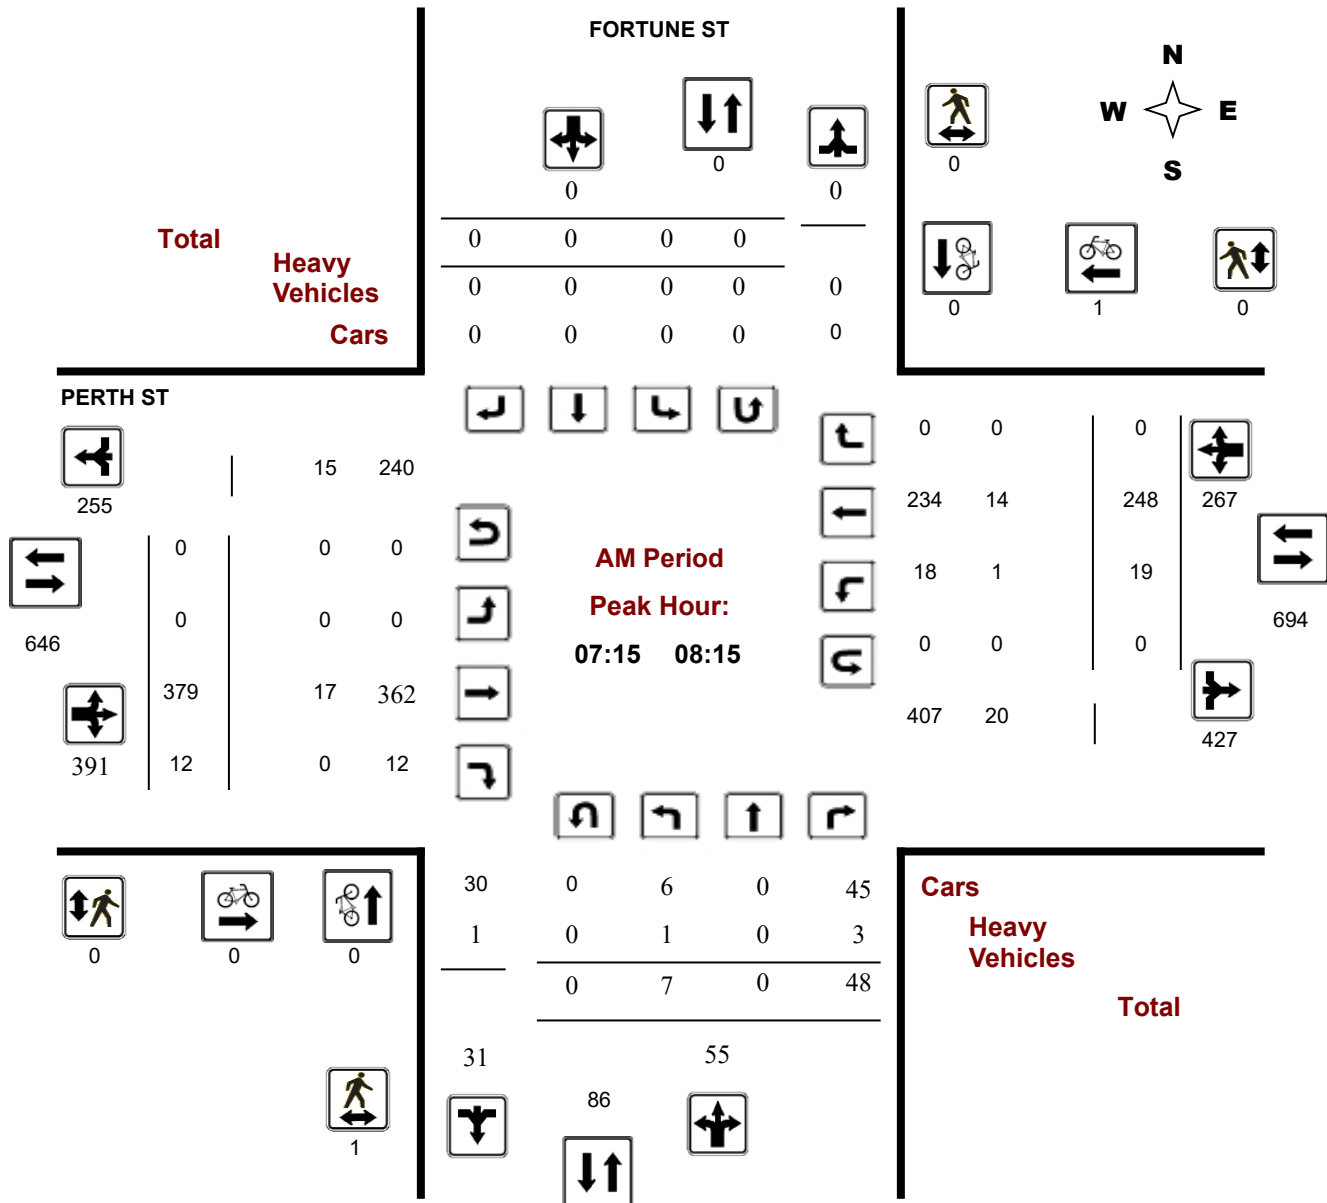 FORTUNE ST
N
W E
S
0
0
0 0
0
Total
0 0 0 0
Heavy
Vehicles
0 0 0 0 0
0 1 0
Cars
0 0 0 0 0
PERTH ST
0 0 0
15 240
255
234 14 248 267
0 0 0
AM Period
18 1 19
Peak Hour:
0 0 0
694
646
07:15 08:15
0 0 0
379 17 362
407 20
427
391 12 0 12
30 0 6 0 45
Cars
1 0 1 0 3
Heavy
Vehicles
0 0 0
0 7 0 48
Total
31 55
86
1